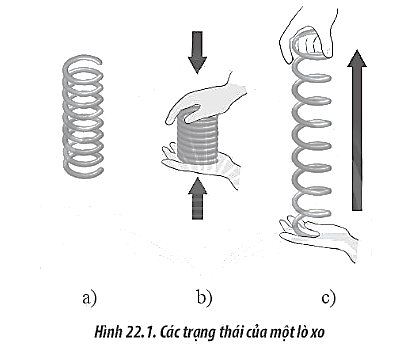 a) b) c)
Hình 22.1. Các trạng thái của một lò xo